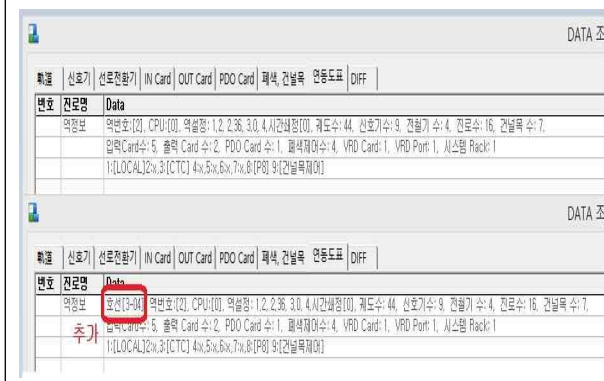 DATA 조
軌道 신호기 선로전환기 IN Card OUT Card PDO Card 폐색, 건널목 연동도표 DIFF
번호 진로명 Data
역정보 역번호:[2], CPU:[0], 역설정: 1,2, 2,36, 3,0, 4,시간쇄정[0], 궤도수: 44, 신호기수: 9, 전철기 수: 4, 진로수: 16, 건널목 수: 7,
입력Card수: 5, 출력 Card 수: 2, PDO Card 수: 1, 폐색제어수: 4, VRD Card: 1, VRD Port: 1, 시스템 Rack: 1
1:[LOCAL]2:x,3:[CTC] 4:x,5:x,6:x,7:x,8:[P8] 9:[건널목제어]
DATA 조
軌道 신호기 선로전환기 IN Card OUT Card PDO Card 폐색, 건널목 연동도표 DIFF
번호 진로명 Data
역정보 호선[3-04], 역번호:[2], CPU:[0], 역설정: 1,2, 2,36, 3,0, 4,시간쇄정[0], 궤도수: 44, 신호기수: 9, 전철기 수: 4, 진로수: 16, 건널목 수: 7,
추가 입력Card수: 5, 출력 Card 수: 2, PDO Card 수: 1, 폐색제어수: 4, VRD Card: 1, VRD Port: 1, 시스템 Rack: 1
1:[LOCAL]2:x,3:[CTC] 4:x,5:x,6:x,7:x,8:[P8] 9:[건널목제어]